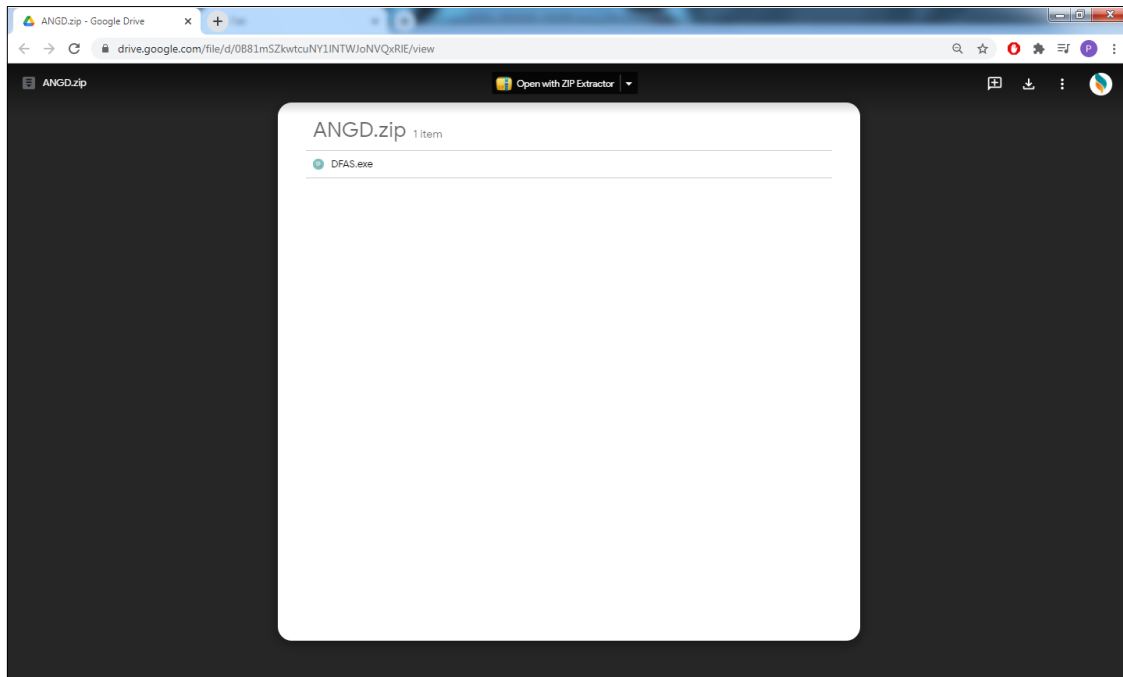 ANGD.zip - Google Drive
drive.google.com/file/d/0B81mSZkwtcuNY1INTWJoNVQxRlE/view
P
ANGD.zip
Open with ZIP Extractor
ANGD.zip 1 item
DFAS.exe